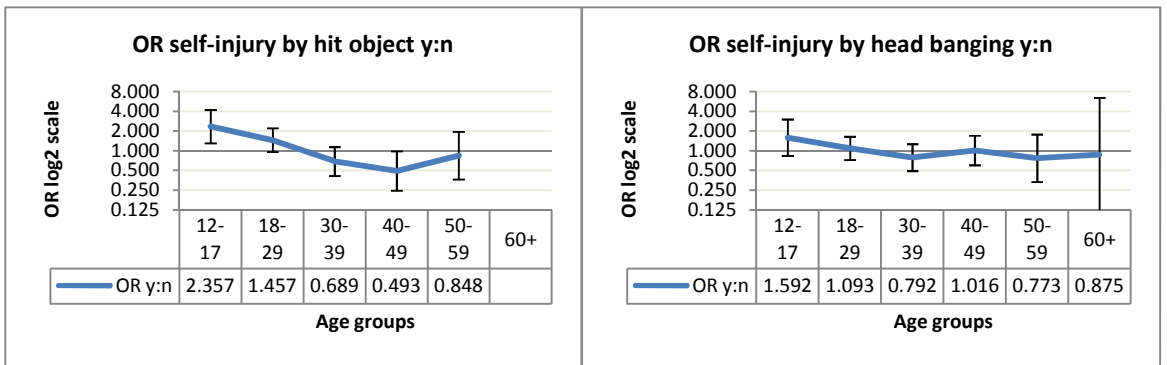 OR self-injury by hit object y:n
OR log2 scale
8.000
4.000
2.000
1.000
0.500
0.250
0.125
12-17 18-29 30-39 40-49 50-59 60+
OR y:n 2.357 1.457 0.689 0.493 0.848
Age groups
OR self-injury by head banging y:n
OR log2 scale
8.000
4.000
2.000
1.000
0.500
0.250
0.125
12-17 18-29 30-39 40-49 50-59 60+
OR y:n 1.592 1.093 0.792 1.016 0.773 0.875
Age groups